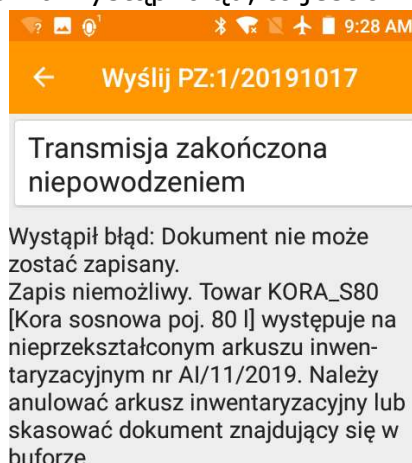 9:28 AM
Wyślij PZ:1/20191017
Transmisja zakończona
niepowodzeniem
Wystąpił błąd: Dokument nie może
zostać zapisany.
Zapis niemożliwy. Towar KORA_S80
[Kora sosnowa poj. 80 l] występuje na
nieprzekształconym arkuszu inwen-
taryzacyjnym nr AI/11/2019. Należy
anulować arkusz inwentaryzacyjny lub
skasować dokument znajdujący się w
buforze